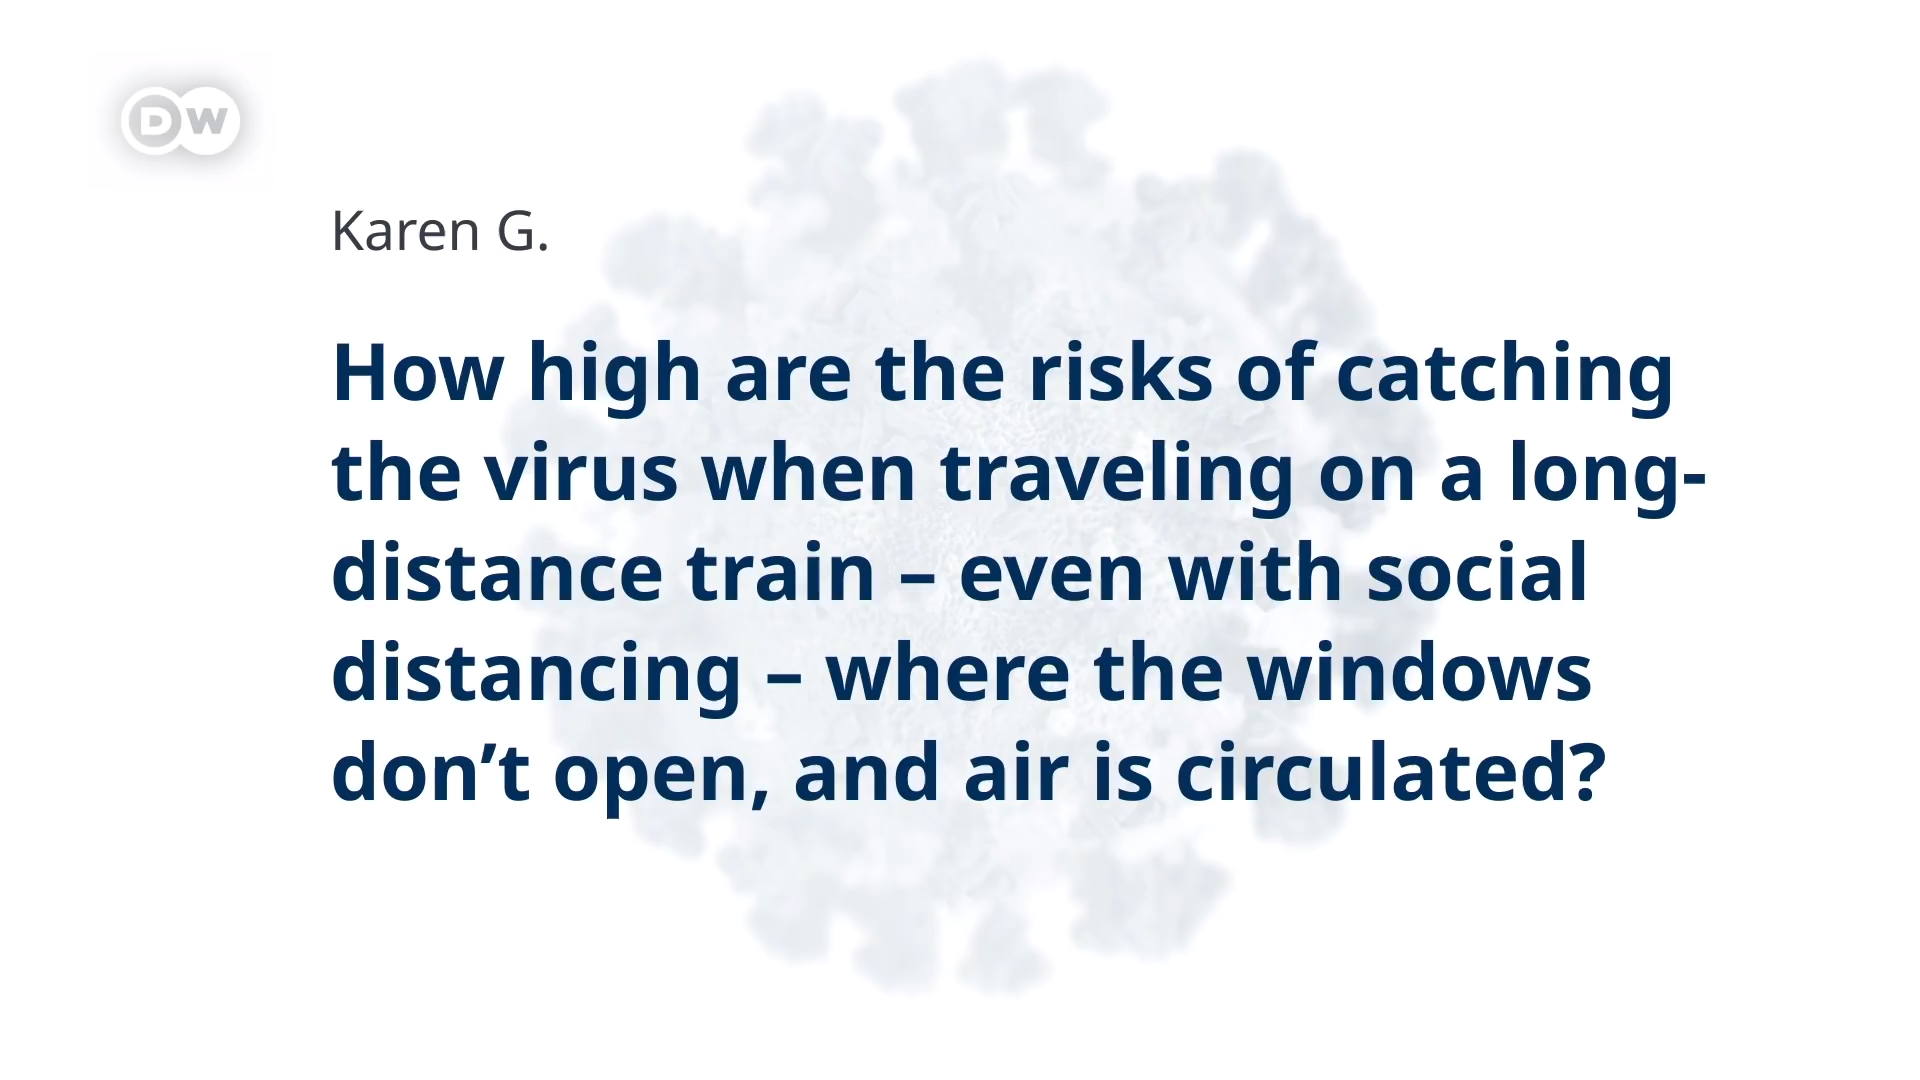 DW
Karen G.
How high are the risks of catching
the virus when traveling on a long-
distance train – even with social
distancing – where the windows
don’t open, and air is circulated?